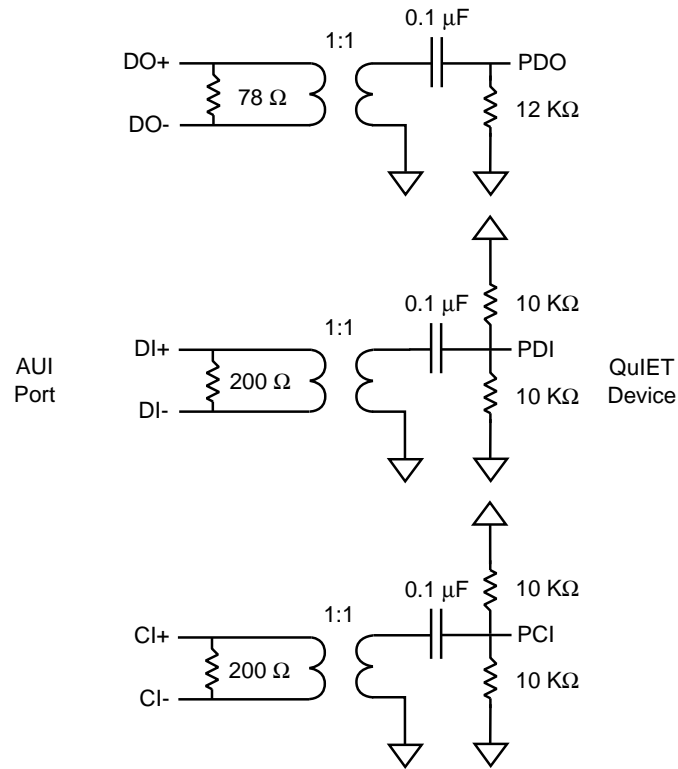 0.1 μF
1:1
DO+
PDO
78 Ω
12 KΩ
DO-
0.1 μF
10 KΩ
1:1
DI+
PDI
AUI
Port
200 Ω
QuIET
Device
10 KΩ
DI-
0.1 μF
10 KΩ
1:1
CI+
PCI
200 Ω
10 KΩ
CI-